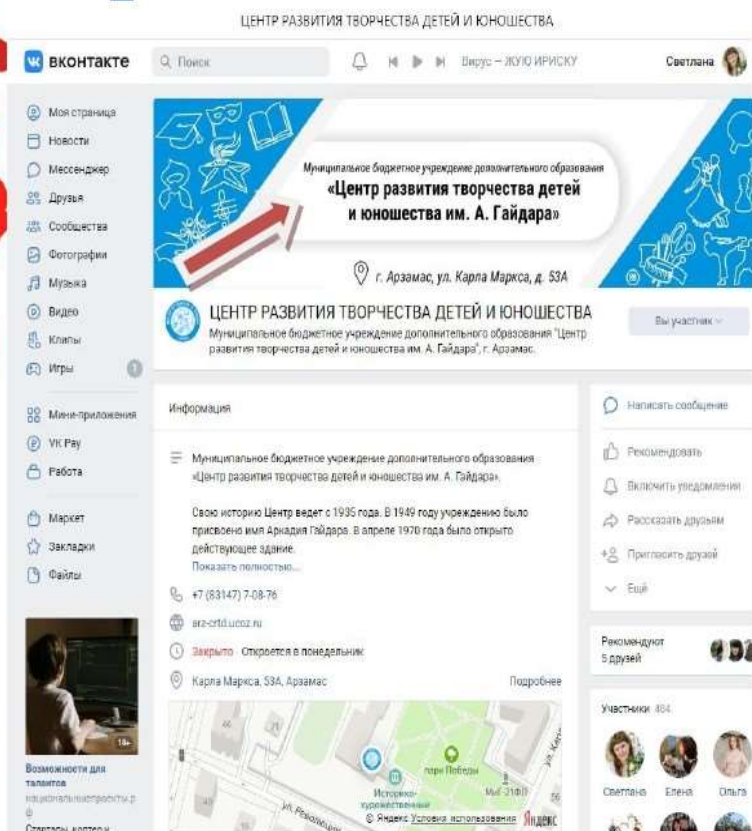 ЦЕНТР РАЗВИТИЯ ТВОРЧЕСТВА ДЕТЕЙ И ЮНОШЕСТВА
вконтакте
Поиск
Вирус – ЖУЮ ИРИСКУ
Светлана
Моя страница
Новости
Мессенджер
Друзья
Сообщества
Фотографии
Музыка
Видео
Клипы
Игры
1
Мини-приложения
VK Pay
Работа
Маркет
Закладки
Файлы
Муниципальное бюджетное учреждение дополнительного образования
«Центр развития творчества детей
и юношества им. А. Гайдара»
г. Арзамас, ул. Карла Маркса, д. 53А
ЦЕНТР РАЗВИТИЯ ТВОРЧЕСТВА ДЕТЕЙ И ЮНОШЕСТВА
Муниципальное бюджетное учреждение дополнительного образования "Центр
развития творчества детей и юношества им. А. Гайдара", г. Арзамас.
Вы участник
Информация
Муниципальное бюджетное учреждение дополнительного образования
«Центр развития творчества детей и юношества им. А. Гайдара».
Свою историю Центр ведет с 1935 года. В 1949 году учреждению было
присвоено имя Аркадия Гайдара. В апреле 1970 года было открыто
действующее здание.
Показать полностью...
+7 (83147) 7-08-76
arz-crtd.ucoz.ru
Закрыто · Откроется в понедельник
Карла Маркса, 53А, Арзамас
Подробнее
парк Победы
Историко-
художественный
МиГ-21ФЛ
56
© Яндекс Условия использования Яндекс
Написать сообщение
Рекомендовать
Включить уведомления
Рассказать друзьям
Пригласить друзей
Ещё
Рекомендуют
5 друзей
Участники 464
Светлана
Елена
Ольга
18+
Возможности для
талантов
национальныепроекты.р
ф